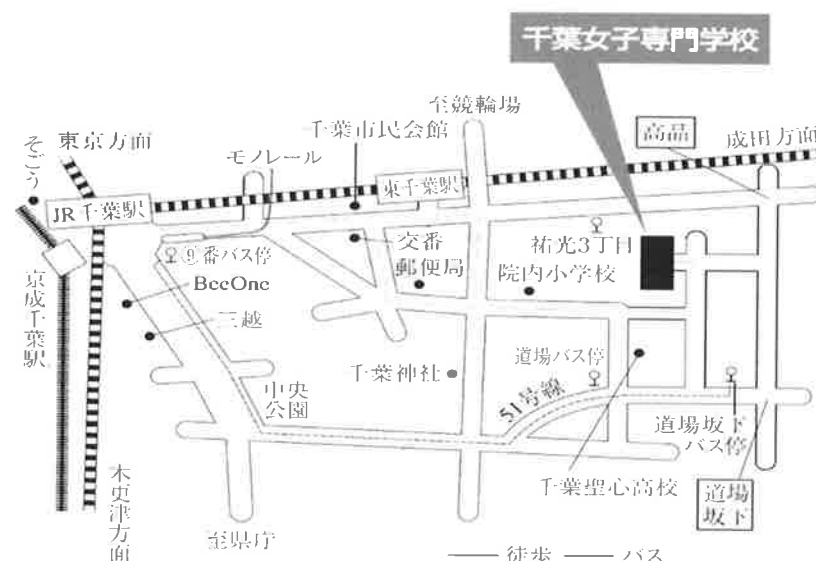 千葉女子専門学校
至競輪場
千葉市民会館
高品
成田方面
そごう
東京方面
モノレール
東千葉駅
JR千葉駅
⑨番バス停
交番
郵便局
祐光3丁目
院内小学校
BeeOne
京成千葉駅
三越
中央
公園
千葉神社
道場バス停
51号線
道場坂下
バス停
千葉聖心高校
道場
坂下
木更津方面
至県庁
徒歩
バス